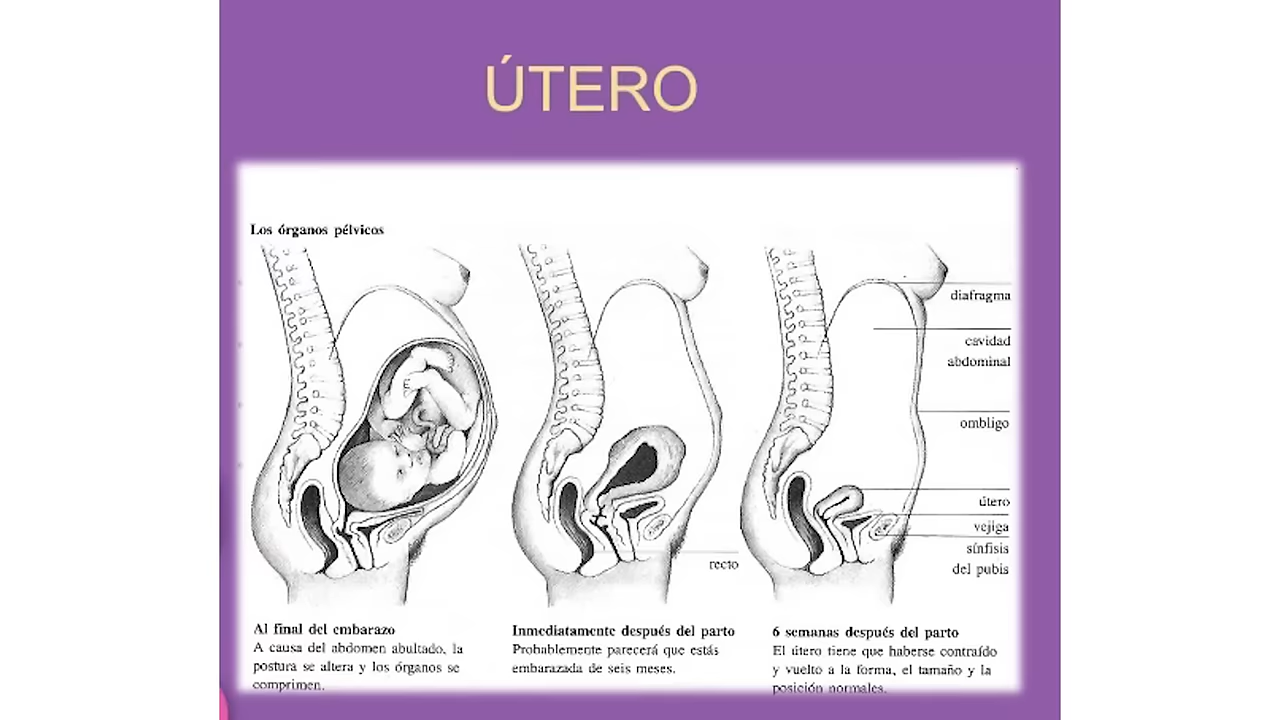 ÚTERO
Los órganos pélvicos
diafragma
cavidad
abdominal
ombligo
útero
vejiga
sínfisis
del pubis
recto
Al final del embarazo
A causa del abdomen abultado, la
postura se altera y los órganos se
comprimen.
Inmediatamente después del parto
Probablemente parecerá que estás
embarazada de seis meses.
6 semanas después del parto
El útero tiene que haberse contraído
y vuelto a la forma, el tamaño y la
posición normales.